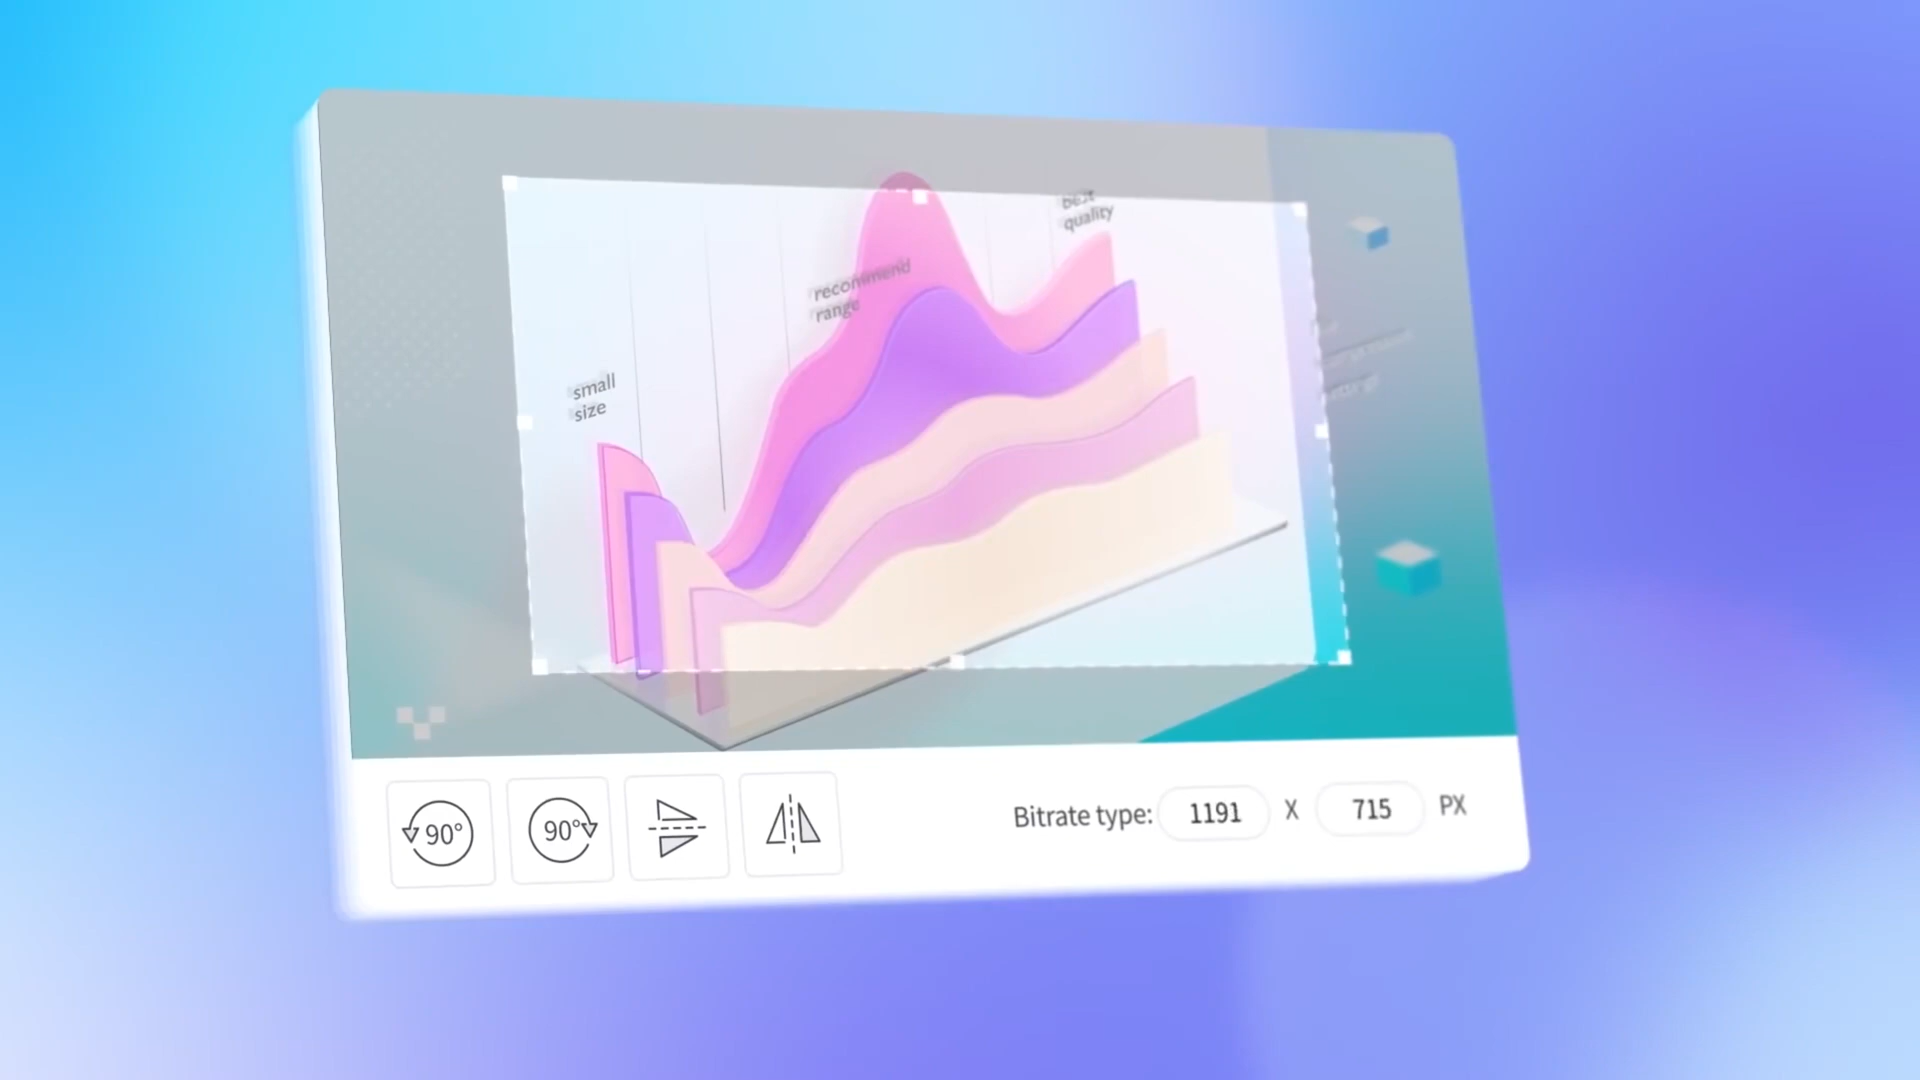 best
quality
recommend
range
small
size
90°
90°
Bitrate type: 1191 X 715 PX